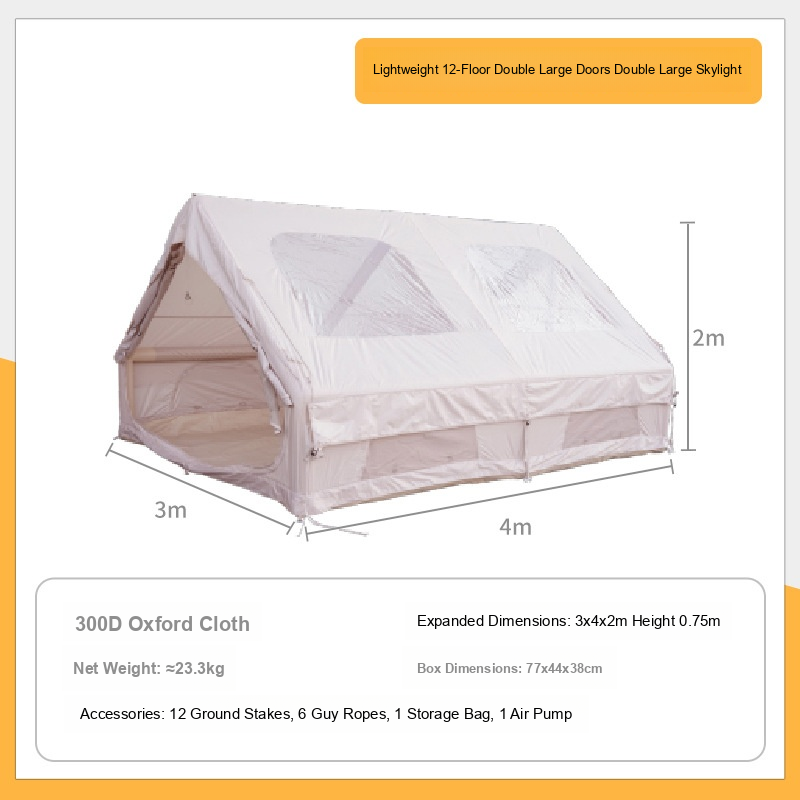 Lightweight 12-Floor Double Large Doors Double Large Skylight
2m
3m
4m
300D Oxford Cloth
Expanded Dimensions: 3x4x2m Height 0.75m
Net Weight: ≈23.3kg
Box Dimensions: 77x44x38cm
Accessories: 12 Ground Stakes, 6 Guy Ropes, 1 Storage Bag, 1 Air Pump